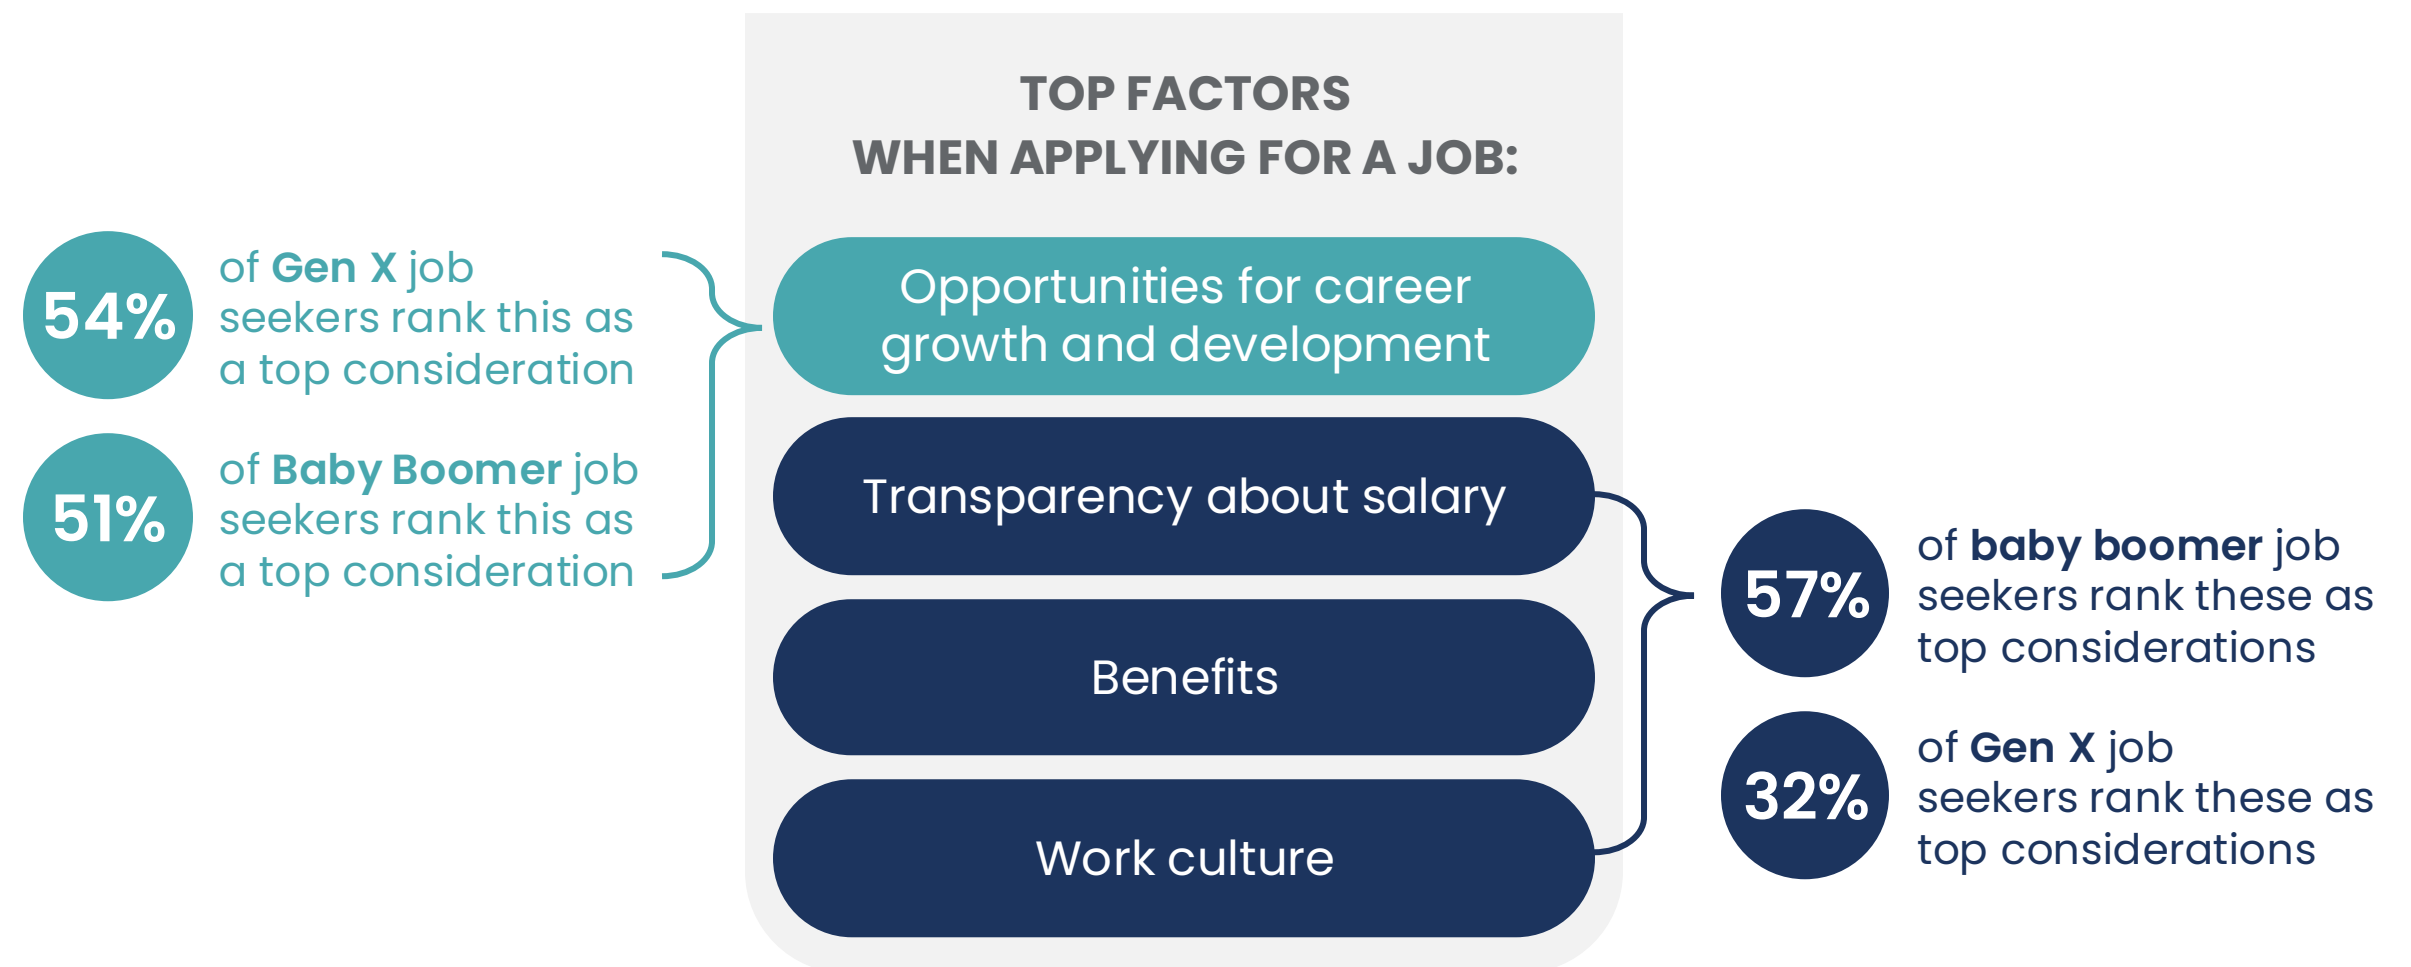 TOP FACTORS
WHEN APPLYING FOR A JOB:
54%
of Gen X job
seekers rank this as
a top consideration
51%
of Baby Boomer job
seekers rank this as
a top consideration
Opportunities for career
growth and development
Transparency about salary
Benefits
Work culture
57%
of baby boomer job
seekers rank these as
top considerations
32%
of Gen X job
seekers rank these as
top considerations